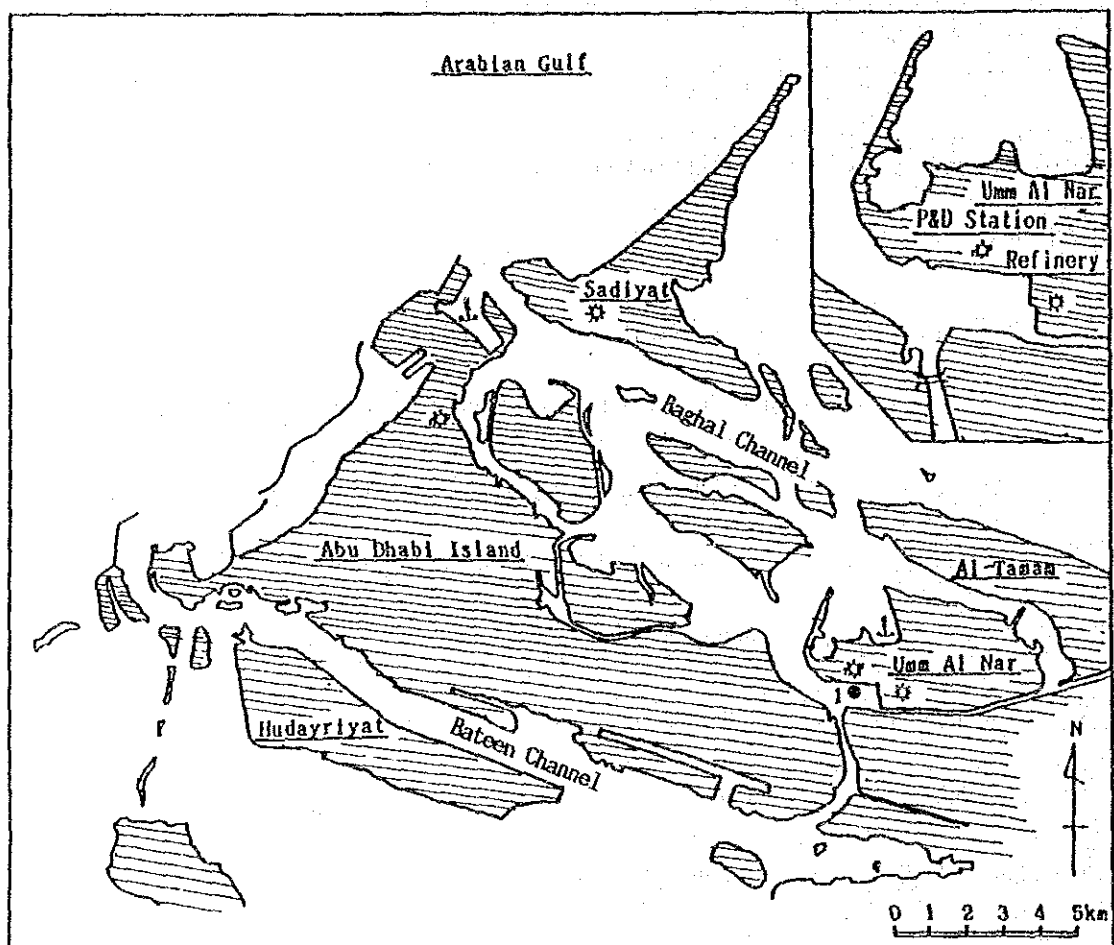 Arabian Gulf
Umm Al Nar
P&D Station
Refinery
Sadiyat
Raghal Channel
Abu Dhabi Island
Al-Tamam
Umm Al Nar
1
Hudayriyat
Bateen Channel
N
0 1 2 3 4 5km